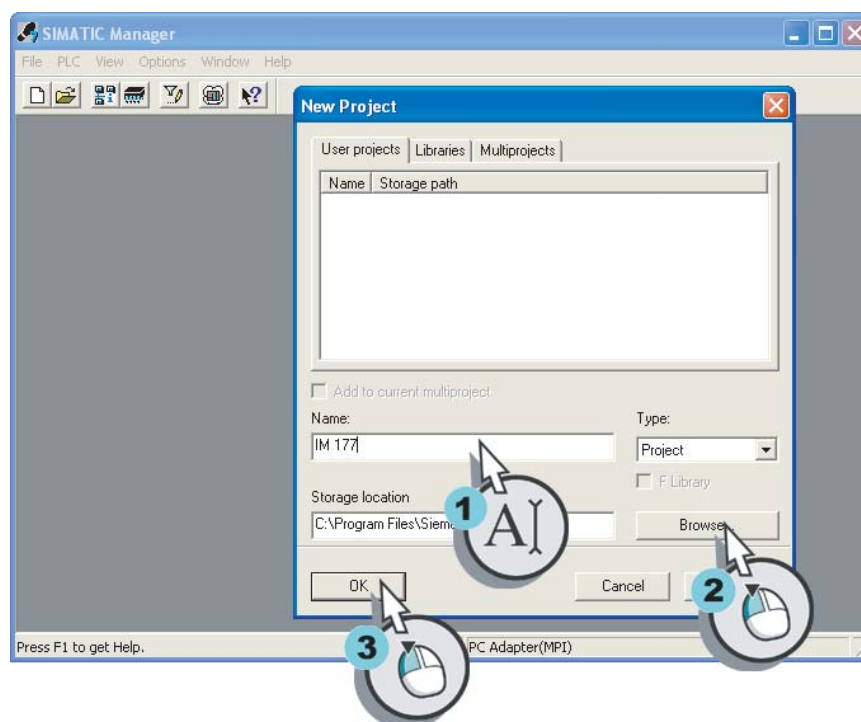 SIMATIC Manager
File PLC View Options Window Help
New Project
User projects Libraries Multiprojects
Name Storage path
Add to current multiproject
Name: Type:
IM 177 Project
F Library
Storage location
C:\Program Files\Sieme
Browse..
1
A
OK Cancel
2
3
Press F1 to get Help. PC Adapter(MPI)